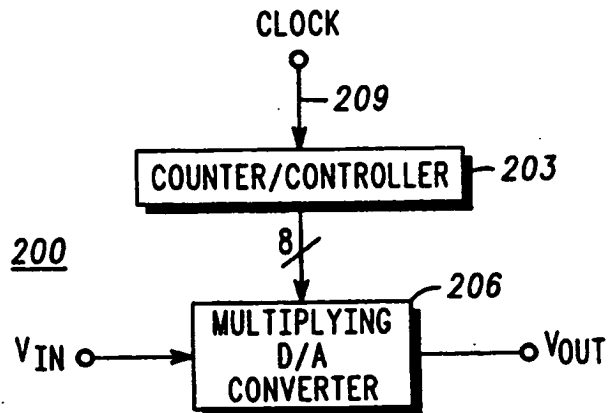 CLOCK
209
COUNTER/CONTROLLER
203
8
200
206
MULTIPLYING
D/A
CONVERTER
VIN
VOUT